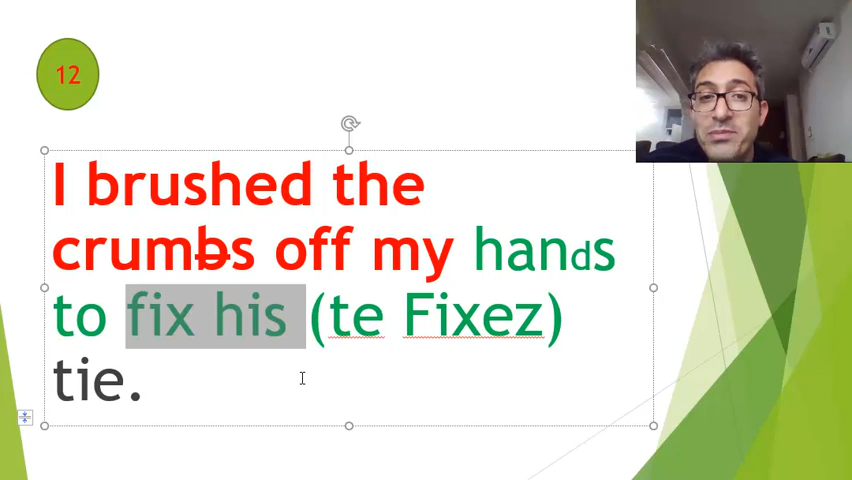 12
I brushed the
crumbs off my hands
to fix his (te Fixez)
tie.